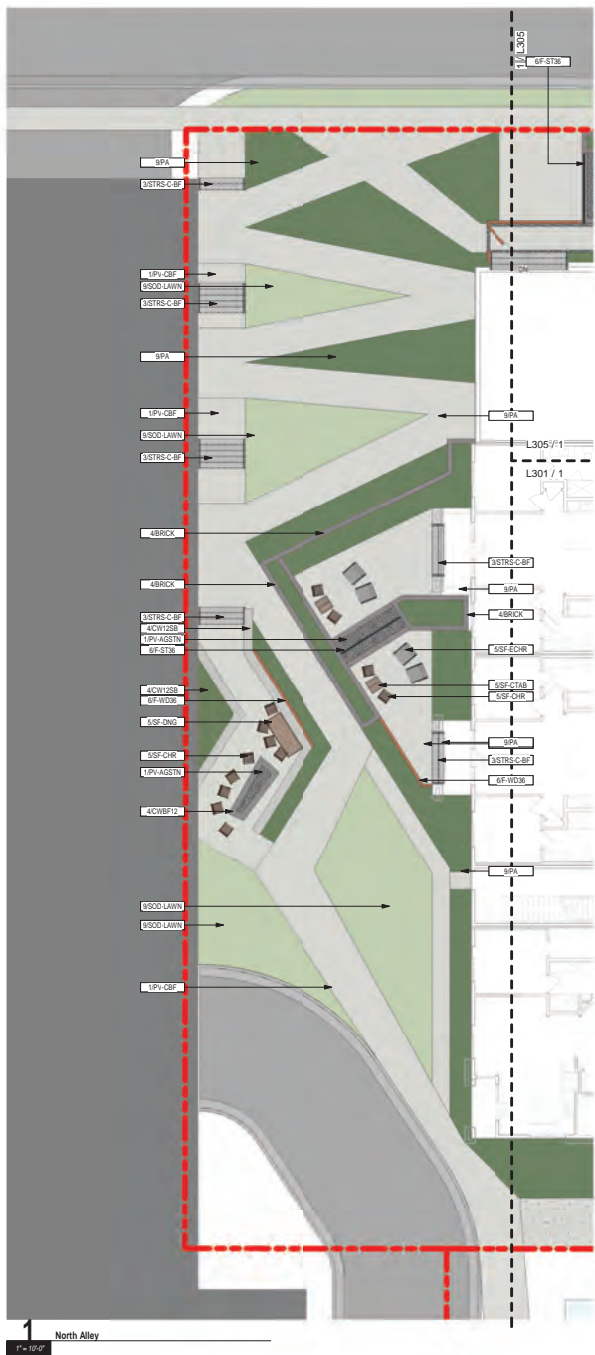 1 / L305
6/F-ST36
9/PA
3/STRS-C-BF
DN
1/PV-CBF
9/SOD-LAWN
3/STRS-C-BF
9/PA
1/PV-CBF
9/PA
9/SOD-LAWN
L305 / 1
3/STRS-C-BF
L301 / 1
4/BRICK
3/STRS-C-BF
4/BRICK
9/PA
3/STRS-C-BF
4/BRICK
4/CW12SB
1/PV-AGSTN
6/F-ST36
5/SF-ECHR
4/CW12SB
5/SF-CTAB
6/F-WD36
5/SF-CHR
5/SF-DNG
9/PA
5/SF-CHR
3/STRS-C-BF
1/PV-AGSTN
6/F-WD36
4/CWBF12
9/PA
9/SOD-LAWN
9/SOD-LAWN
1/PV-CBF
1
North Alley
1" = 10'-0"